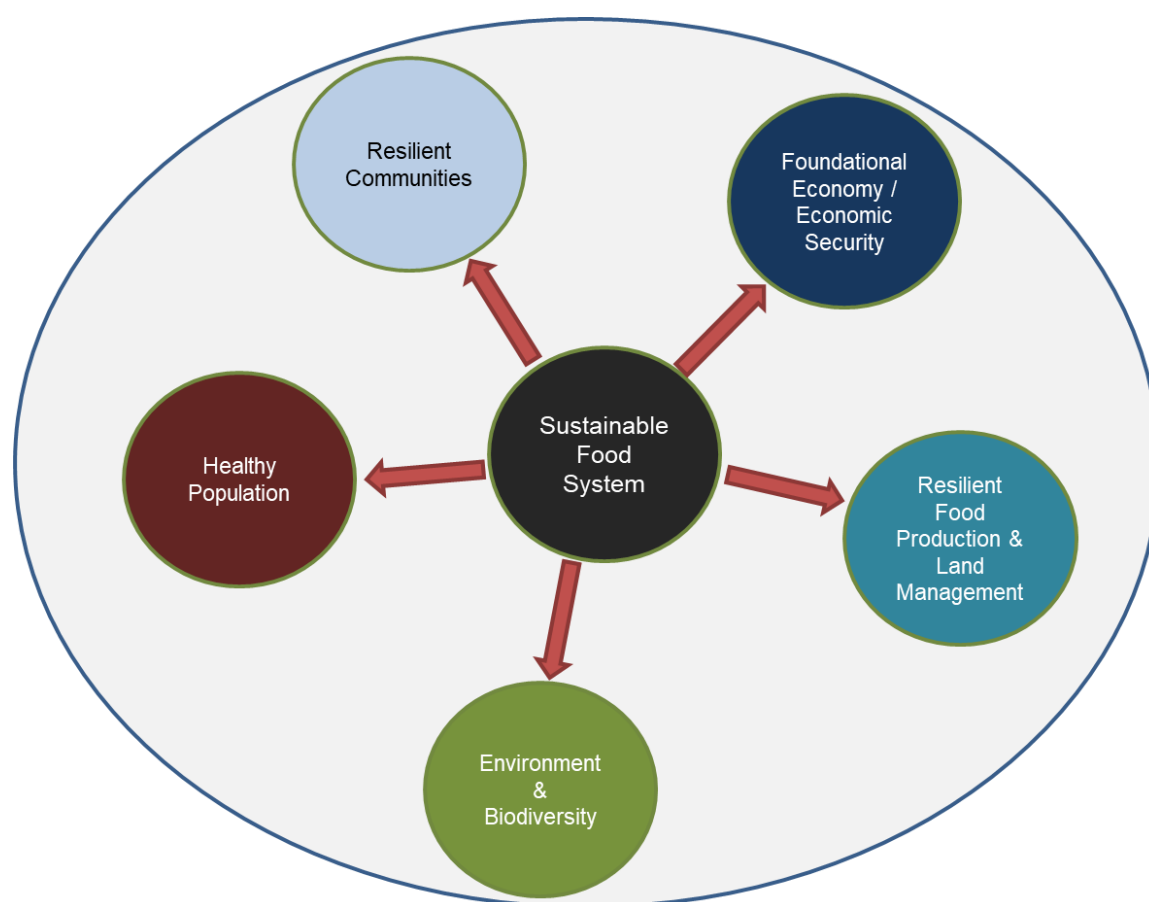 Resilient
Communities
Foundational
Economy /
Economic
Security
Sustainable
Food
System
Healthy
Population
Resilient
Food
Production &
Land
Management
Environment
&
Biodiversity